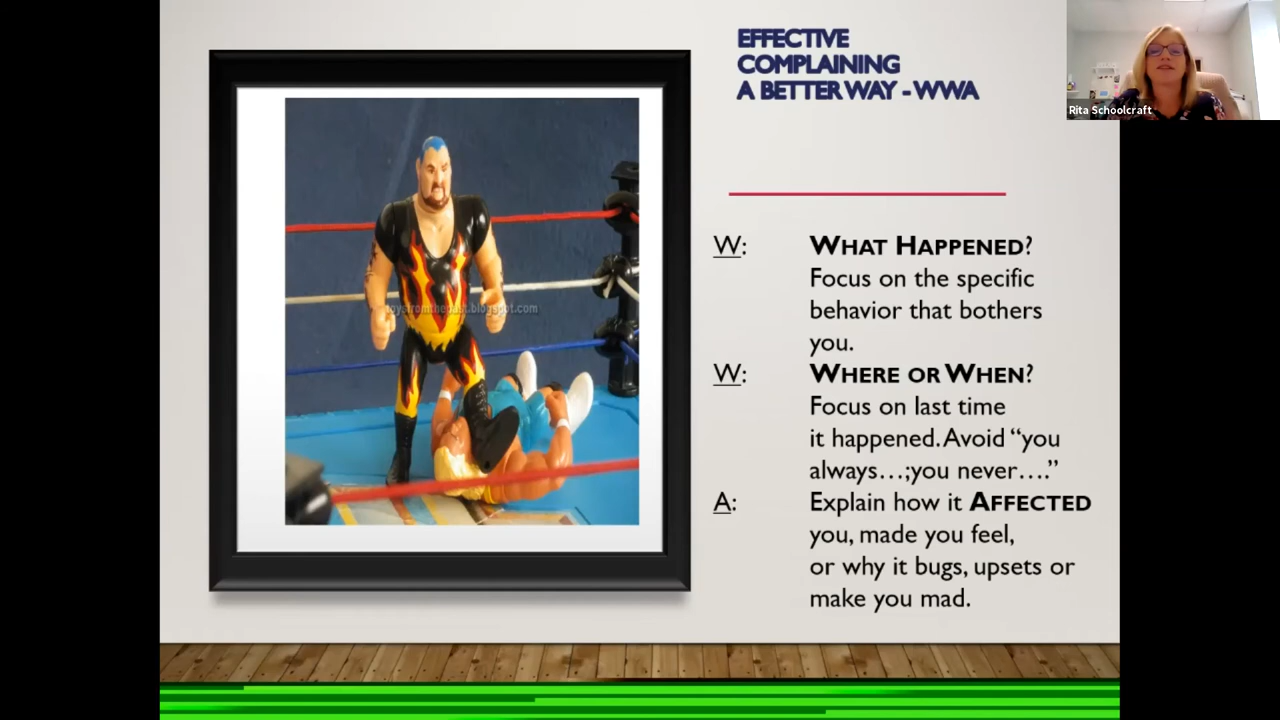 EFFECTIVE
COMPLAINING
A BETTER WAY - WWA
Rita Schoolcraft
toysfromthepast.blogspot.com
W: WHAT HAPPENED?
Focus on the specific
behavior that bothers
you.
W: WHERE OR WHEN?
Focus on last time
it happened. Avoid “you
always…;you never….”
A: Explain how it AFFECTED
you, made you feel,
or why it bugs, upsets or
make you mad.